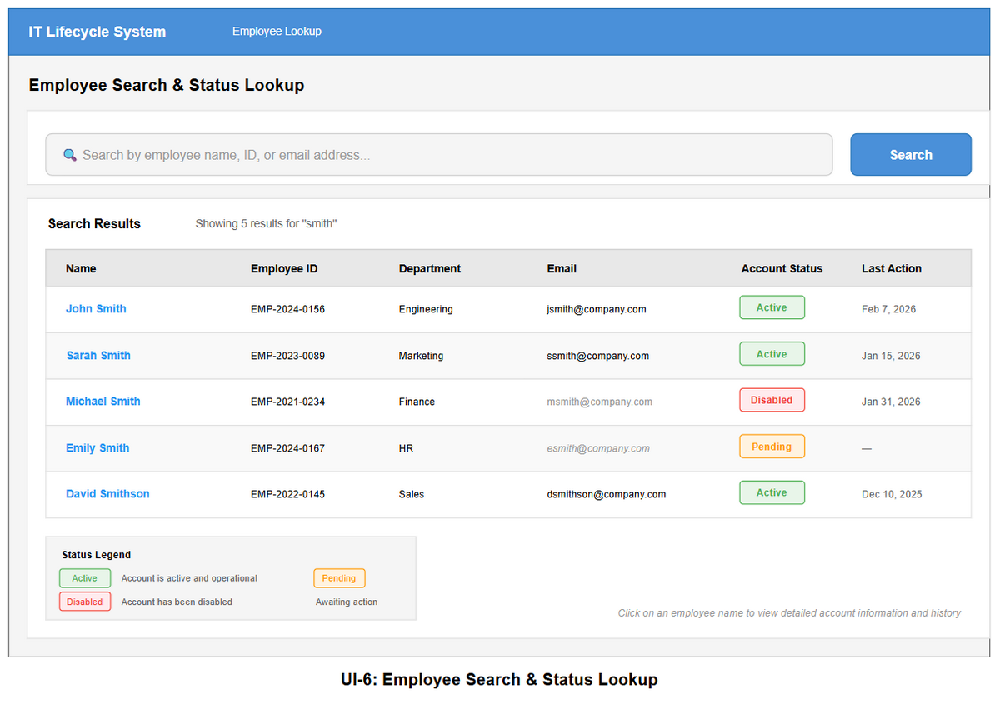 IT Lifecycle System Employee Lookup
Employee Search & Status Lookup
Search by employee name, ID, or email address...
Search
Search Results Showing 5 results for "smith"
Name Employee ID Department Email Account Status Last Action
John Smith EMP-2024-0156 Engineering jsmith@company.com Active Feb 7, 2026
Sarah Smith EMP-2023-0089 Marketing ssmith@company.com Active Jan 15, 2026
Michael Smith EMP-2021-0234 Finance msmith@company.com Disabled Jan 31, 2026
Emily Smith EMP-2024-0167 HR esmith@company.com Pending —
David Smithson EMP-2022-0145 Sales dsmithson@company.com Active Dec 10, 2025
Status Legend
Active Account is active and operational Pending
Disabled Account has been disabled Awaiting action
Click on an employee name to view detailed account information and history
UI-6: Employee Search & Status Lookup